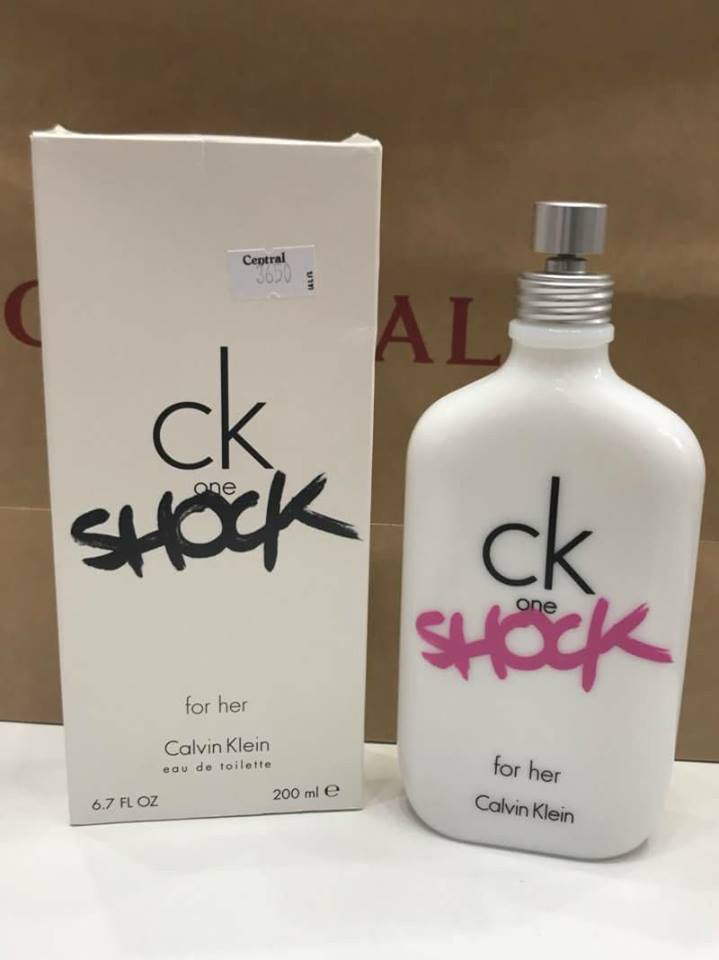 Central
3650
ck
one
SHOCK
for her
Calvin Klein
eau de toilette
6.7 FL OZ
200 ml e
C AL
ck
one
SHOCK
for her
Calvin Klein